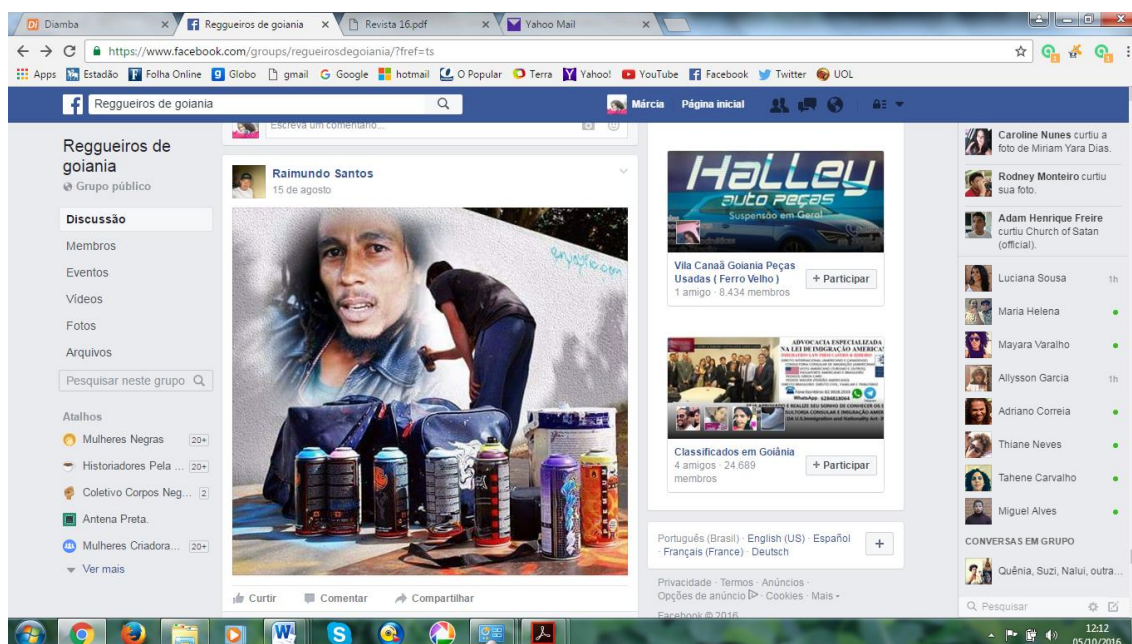 Diamba
Reggueiros de goiania
Revista 16.pdf
Yahoo Mail
https://www.facebook.com/groups/regueirosdegoiania/?fref=ts
Apps Estadão Folha Online Globo gmail Google hotmail O Popular Terra Yahoo! YouTube Facebook Twitter UOL
Reggueiros de goiania
Márcia Página inicial
Reggueiros de
goiania
Grupo público
Discussão
Membros
Eventos
Vídeos
Fotos
Arquivos
Pesquisar neste grupo
Atalhos
Mulheres Negras 20+
Historiadores Pela ... 20+
Coletivo Corpos Neg... 2
Antena Preta.
Mulheres Criadora... 20+
Ver mais
Escreva um comentário...
Raimundo Santos
15 de agosto
Curtir Comentar Compartilhar
Halley
auto peças
Suspensão em Geral
Vila Canaã Goiania Peças
Usadas ( Ferro Velho )
+ Participar
1 amigo · 8.434 membros
ADVOCACIA ESPECIALIZADA
NA LEI DE IMIGRAÇÃO AMERICA
Classificados em Goiânia
4 amigos · 24.689
membros
+ Participar
Português (Brasil) · English (US) · Español
· Français (France) · Deutsch
Privacidade · Termos · Anúncios ·
Opções de anúncio · Cookies · Mais
Facebook © 2016
Caroline Nunes curtiu a
foto de Miriam Yara Dias.
Rodney Monteiro curtiu
sua foto.
Adam Henrique Freire
curtiu Church of Satan
(official).
Luciana Sousa 1h
Maria Helena
Mayara Varalho
Allysson Garcia 1h
Adriano Correia
Thiane Neves
Tahene Carvalho
Miguel Alves
CONVERSAS EM GRUPO
Quênia, Suzi, Nalui, outra...
Pesquisar
12:12
05/10/2016